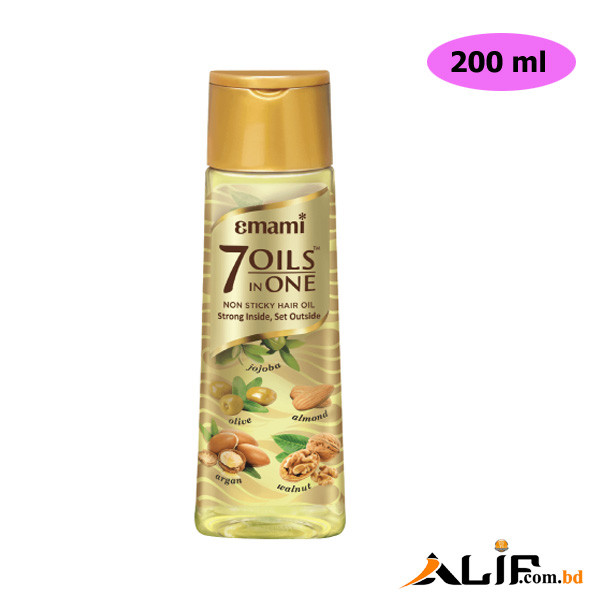 200 ml
emami*
7 OILS™
IN ONE
NON STICKY HAIR OIL
Strong Inside, Set Outside
jojoba
olive
almond
argan
walnut
ALIF.com.bd